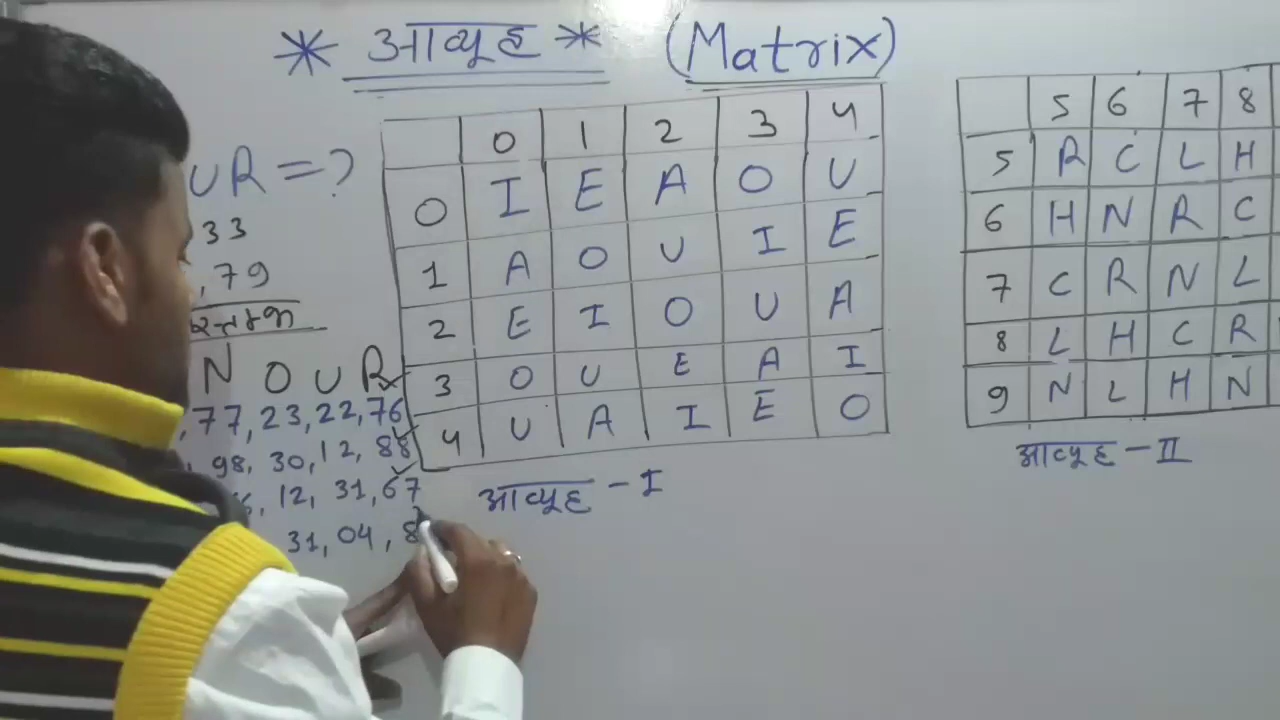 * आव्यूह * (Matrix)
UR = ?
33
, 79
N O U R
, 77, 23, 22, 76
, 98, 30, 12, 88
, 12, 31, 67
31, 04, 8
0 1 2 3 4
0 I E A O U
1 A O U I E
2 E I O U A
3 O U E A I
4 U A I E O
आव्यूह - I
5 6 7 8
5 R C L H
6 H N R C
7 C R N L
8 L H C R
9 N L H N
आव्यूह - II